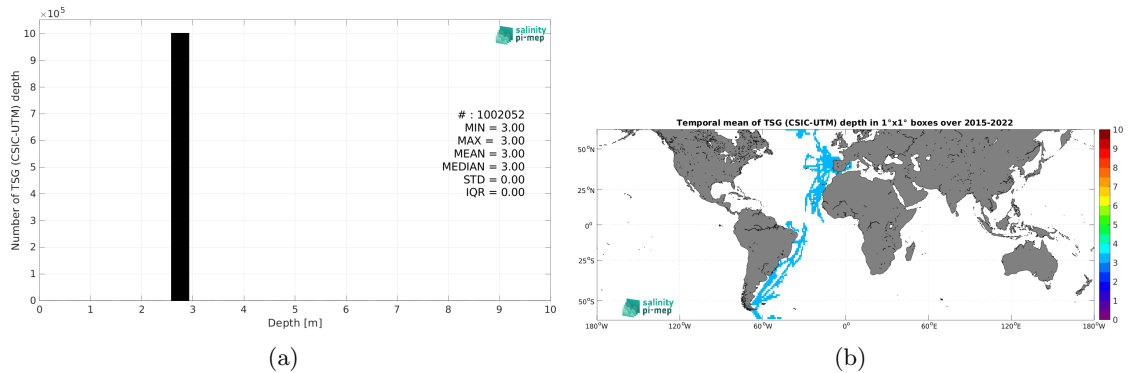 ×10⁵
10
9
8
7
6
5
4
3
2
1
0
Number of TSG (CSIC-UTM) depth
salinity
pi-mep
# : 1002052
MIN = 3.00
MAX = 3.00
MEAN = 3.00
MEDIAN = 3.00
STD = 0.00
IQR = 0.00
0 1 2 3 4 5 6 7 8 9 10
Depth [m]
(a)
Temporal mean of TSG (CSIC-UTM) depth in 1°x1° boxes over 2015-2022
50°N
25°N
0°
25°S
50°S
salinity
pi-mep
180°W 120°W 60°W 0° 60°E 120°E 180°E
10
9
8
7
6
5
4
3
2
1
0
(b)